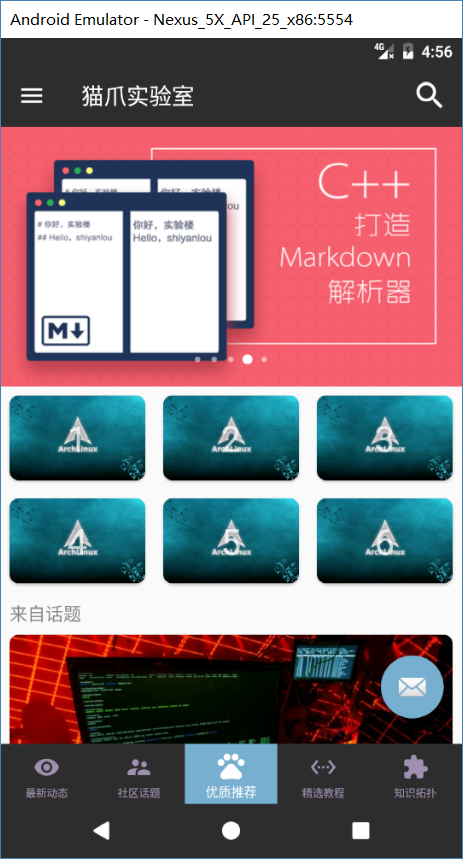 Android Emulator - Nexus_5X_API_25_x86:5554
4G 4:56
猫爪实验室
C++
打造
Markdown
解析器
# 你好，实验楼
## Hello，shiyanlou
你好，实验楼
Hello，shiyanlou
M
1
ArchLinux
2
ArchLinux
3
ArchLinux
4
ArchLinux
5
ArchLinux
6
ArchLinux
来自话题
最新动态
社区话题
优质推荐
精选教程
知识拓扑